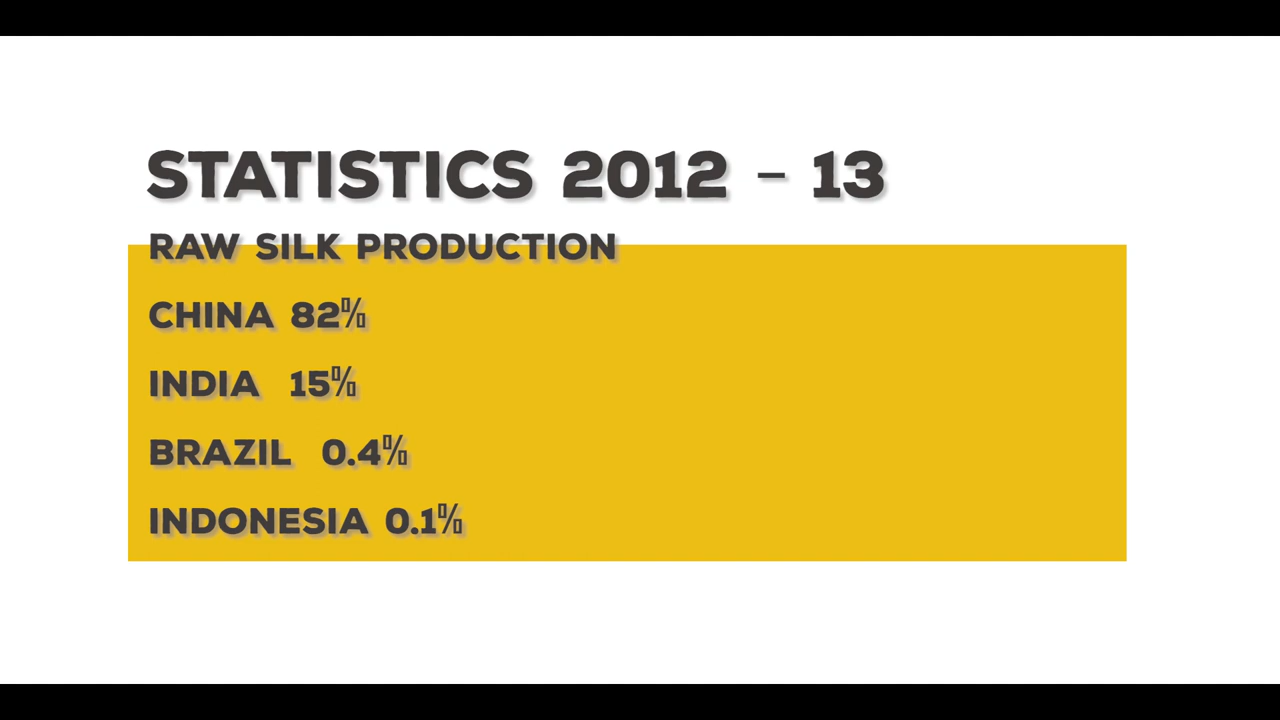 STATISTICS 2012 – 13
RAW SILK PRODUCTION
CHINA 82%
INDIA 15%
BRAZIL 0.4%
INDONESIA 0.1%